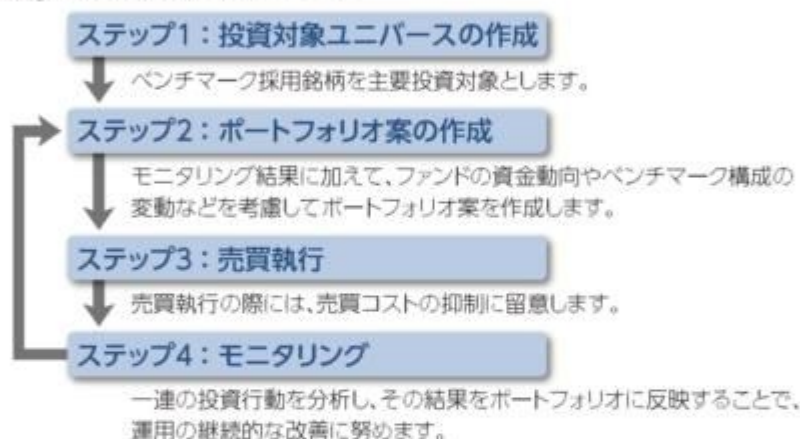 ステップ1：投資対象ユニバースの作成
ベンチマーク採用銘柄を主要投資対象とします。
ステップ2：ポートフォリオ案の作成
モニタリング結果に加えて、ファンドの資金動向やベンチマーク構成の
変動などを考慮してポートフォリオ案を作成します。
ステップ3：売買執行
売買執行の際には、売買コストの抑制に留意します。
ステップ4：モニタリング
一連の投資行動を分析し、その結果をポートフォリオに反映することで、
運用の継続的な改善に努めます。